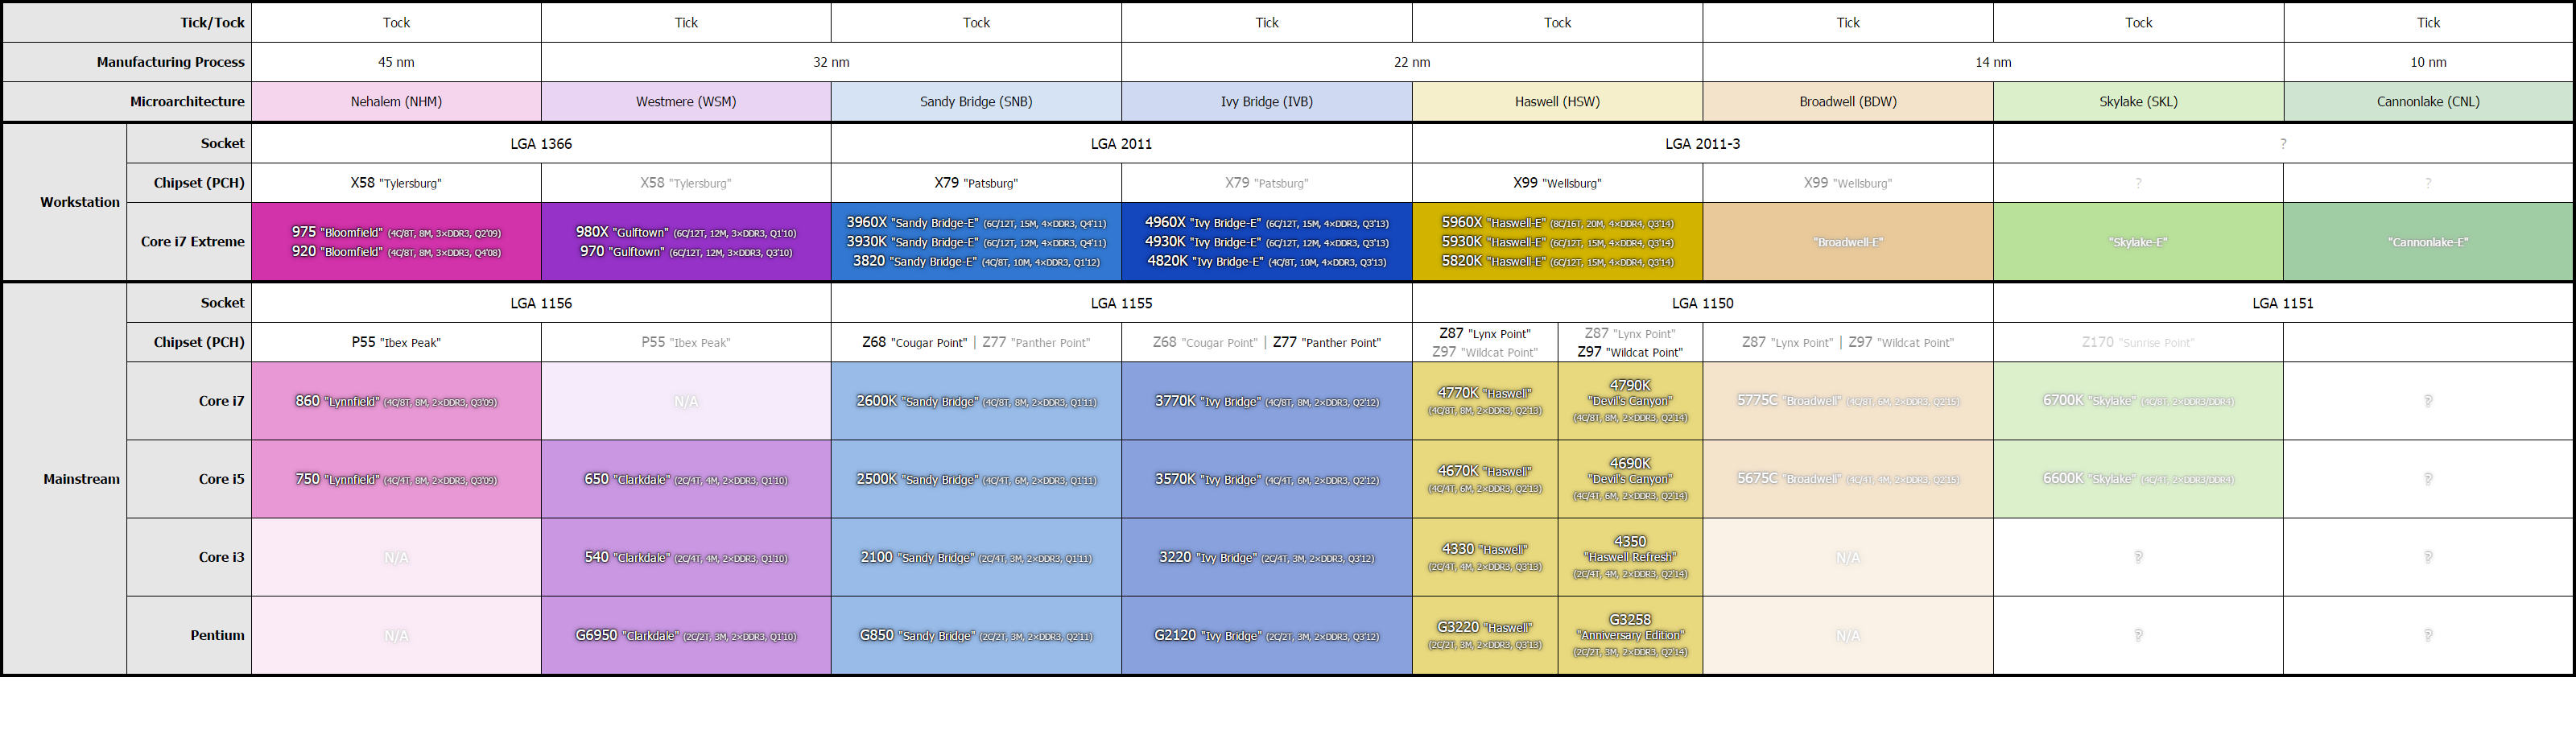 Tick/Tock Tock Tick Tock Tick Tock Tick Tock Tick
Manufacturing Process 45 nm 32 nm 22 nm 14 nm 10 nm
Microarchitecture Nehalem (NHM) Westmere (WSM) Sandy Bridge (SNB) Ivy Bridge (IVB) Haswell (HSW) Broadwell (BDW) Skylake (SKL) Cannonlake (CNL)
Workstation
Socket LGA 1366 LGA 2011 LGA 2011-3 ?
Chipset (PCH) X58 "Tylersburg" X58 "Tylersburg" X79 "Patsburg" X79 "Patsburg" X99 "Wellsburg" X99 "Wellsburg" ? ?
Core i7 Extreme
975 "Bloomfield" (4C/8T, 8M, 3×DDR3, Q2'09)
920 "Bloomfield" (4C/8T, 8M, 3×DDR3, Q4'08)
980X "Gulftown" (6C/12T, 12M, 3×DDR3, Q1'10)
970 "Gulftown" (6C/12T, 12M, 3×DDR3, Q3'10)
3960X "Sandy Bridge-E" (6C/12T, 15M, 4×DDR3, Q4'11)
3930K "Sandy Bridge-E" (6C/12T, 12M, 4×DDR3, Q4'11)
3820 "Sandy Bridge-E" (4C/8T, 10M, 4×DDR3, Q1'12)
4960X "Ivy Bridge-E" (6C/12T, 15M, 4×DDR3, Q3'13)
4930K "Ivy Bridge-E" (6C/12T, 12M, 4×DDR3, Q3'13)
4820K "Ivy Bridge-E" (4C/8T, 10M, 4×DDR3, Q3'13)
5960X "Haswell-E" (8C/16T, 20M, 4×DDR4, Q3'14)
5930K "Haswell-E" (6C/12T, 15M, 4×DDR4, Q3'14)
5820K "Haswell-E" (6C/12T, 15M, 4×DDR4, Q3'14)
"Broadwell-E"
"Skylake-E"
"Cannonlake-E"
Mainstream
Socket LGA 1156 LGA 1155 LGA 1150 LGA 1151
Chipset (PCH) P55 "Ibex Peak" P55 "Ibex Peak" Z68 "Cougar Point" | Z77 "Panther Point" Z68 "Cougar Point" | Z77 "Panther Point"
Z87 "Lynx Point"
Z97 "Wildcat Point"
Z87 "Lynx Point"
Z97 "Wildcat Point"
Z87 "Lynx Point" | Z97 "Wildcat Point" Z170 "Sunrise Point"
Core i7
860 "Lynnfield" (4C/8T, 8M, 2×DDR3, Q3'09)
N/A
2600K "Sandy Bridge" (4C/8T, 8M, 2×DDR3, Q1'11)
3770K "Ivy Bridge" (4C/8T, 8M, 2×DDR3, Q2'12)
4770K "Haswell"
(4C/8T, 8M, 2×DDR3, Q2'13)
4790K
"Devil's Canyon"
(4C/8T, 8M, 2×DDR3, Q2'14)
5775C "Broadwell" (4C/8T, 6M, 2×DDR3, Q2'15)
6700K "Skylake" (4C/8T, 2×DDR3/DDR4)
?
Core i5
750 "Lynnfield" (4C/4T, 8M, 2×DDR3, Q3'09)
650 "Clarkdale" (2C/4T, 4M, 2×DDR3, Q1'10)
2500K "Sandy Bridge" (4C/4T, 6M, 2×DDR3, Q1'11)
3570K "Ivy Bridge" (4C/4T, 6M, 2×DDR3, Q2'12)
4670K "Haswell"
(4C/4T, 6M, 2×DDR3, Q2'13)
4690K
"Devil's Canyon"
(4C/4T, 6M, 2×DDR3, Q2'14)
5675C "Broadwell" (4C/4T, 4M, 2×DDR3, Q2'15)
6600K "Skylake" (4C/4T, 2×DDR3/DDR4)
?
Core i3
N/A
540 "Clarkdale" (2C/4T, 4M, 2×DDR3, Q1'10)
2100 "Sandy Bridge" (2C/4T, 3M, 2×DDR3, Q1'11)
3220 "Ivy Bridge" (2C/4T, 3M, 2×DDR3, Q3'12)
4330 "Haswell"
(2C/4T, 4M, 2×DDR3, Q3'13)
4350
"Haswell Refresh"
(2C/4T, 4M, 2×DDR3, Q2'14)
N/A
?
?
Pentium
N/A
G6950 "Clarkdale" (2C/2T, 3M, 2×DDR3, Q1'10)
G850 "Sandy Bridge" (2C/2T, 3M, 2×DDR3, Q2'11)
G2120 "Ivy Bridge" (2C/2T, 3M, 2×DDR3, Q3'12)
G3220 "Haswell"
(2C/2T, 3M, 2×DDR3, Q3'13)
G3258
"Anniversary Edition"
(2C/2T, 3M, 2×DDR3, Q2'14)
N/A
?
?